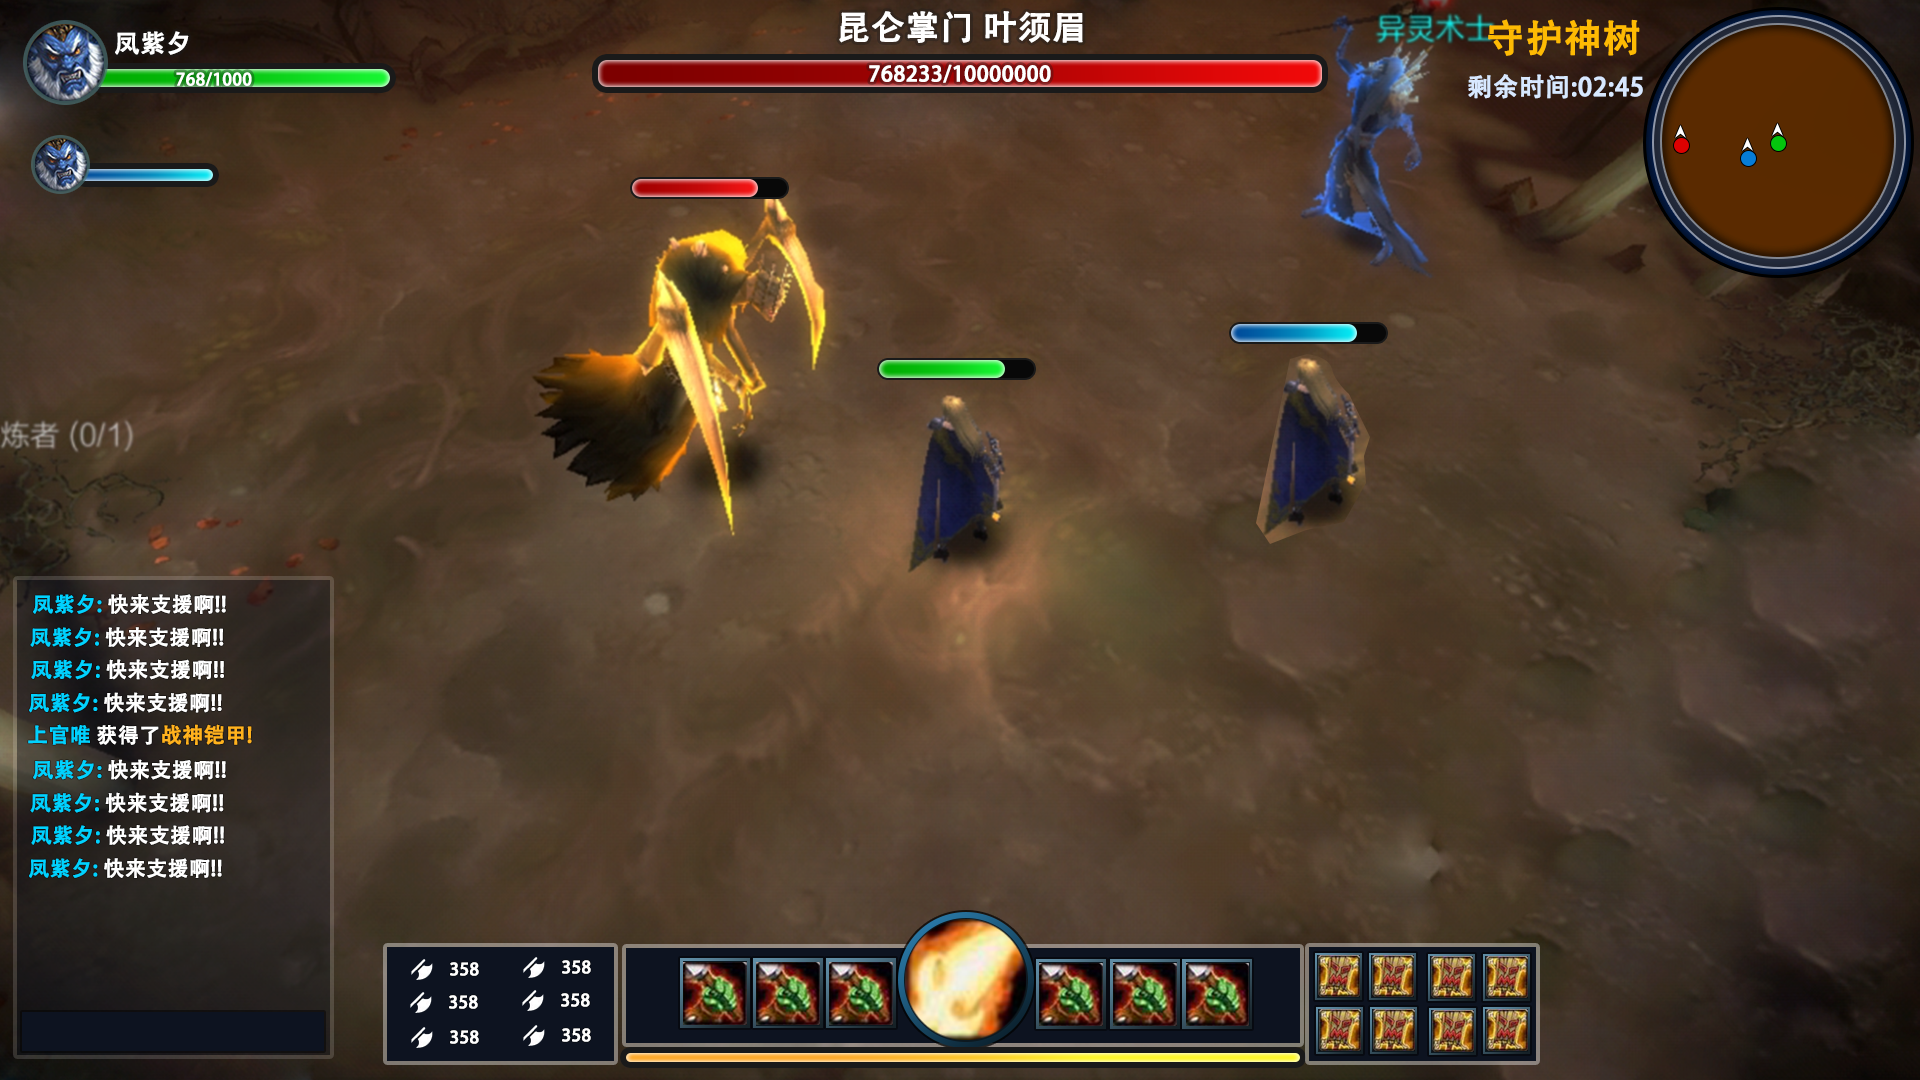 凤紫夕
768/1000
昆仑掌门 叶须眉
768233/10000000
异灵术士
守护神树
剩余时间:02:45
炼者 (0/1)
凤紫夕: 快来支援啊!!
凤紫夕: 快来支援啊!!
凤紫夕: 快来支援啊!!
凤紫夕: 快来支援啊!!
上官唯 获得了战神铠甲!
凤紫夕: 快来支援啊!!
凤紫夕: 快来支援啊!!
凤紫夕: 快来支援啊!!
凤紫夕: 快来支援啊!!
358 358
358 358
358 358